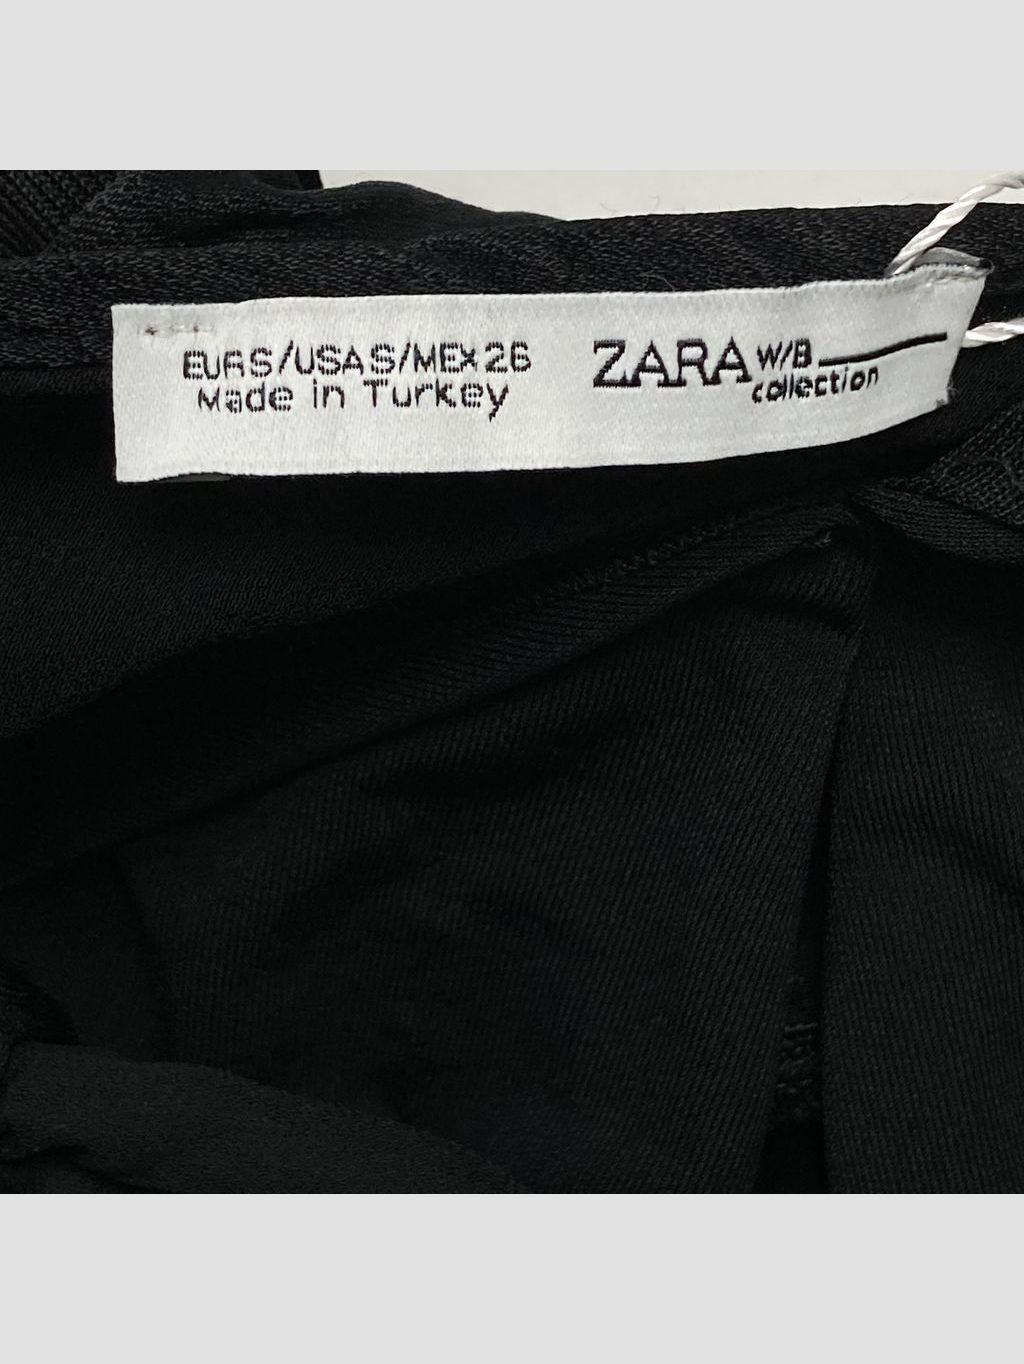 EUR S/USA S/MEX 26
Made in Turkey
ZARA W/B
collection